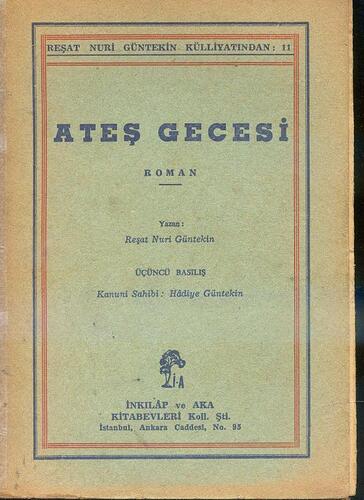 REŞAT NURİ GÜNTEKİN KÜLLİYATINDAN: 11
ATEŞ GECESİ
ROMAN
Yazan:
Reşat Nuri Güntekin
ÜÇÜNCÜ BASILIŞ
Kanuni Sahibi: Hâdiye Güntekin
İ-A
İNKILÂP ve AKA
KİTABEVLERİ Koll. Şti.
İstanbul, Ankara Caddesi, No. 95